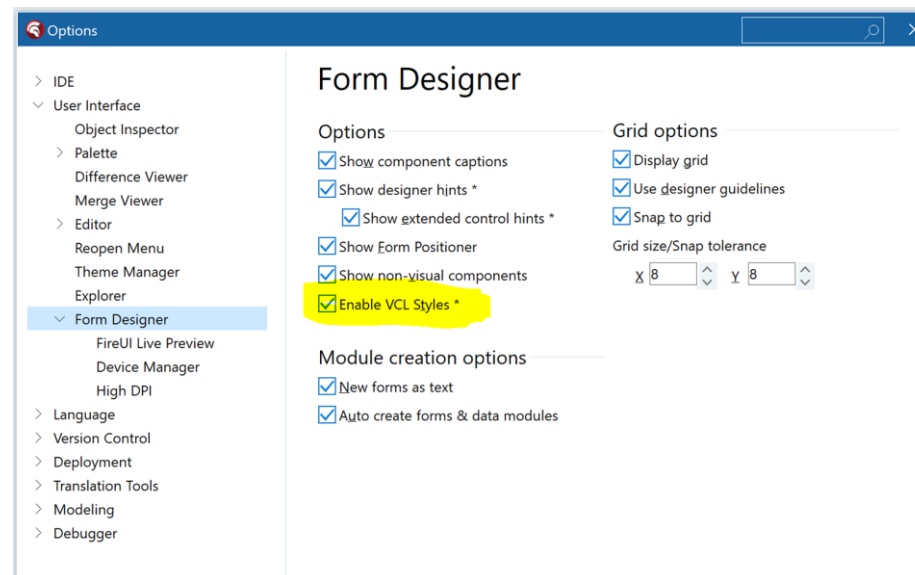 Options
IDE
User Interface
Object Inspector
Palette
Difference Viewer
Merge Viewer
Editor
Reopen Menu
Theme Manager
Explorer
Form Designer
FireUI Live Preview
Device Manager
High DPI
Language
Version Control
Deployment
Translation Tools
Modeling
Debugger
Form Designer
Options
Show component captions
Show designer hints *
Show extended control hints *
Show Form Positioner
Show non-visual components
Enable VCL Styles *
Module creation options
New forms as text
Auto create forms & data modules
Grid options
Display grid
Use designer guidelines
Snap to grid
Grid size/Snap tolerance
X 8 Y 8